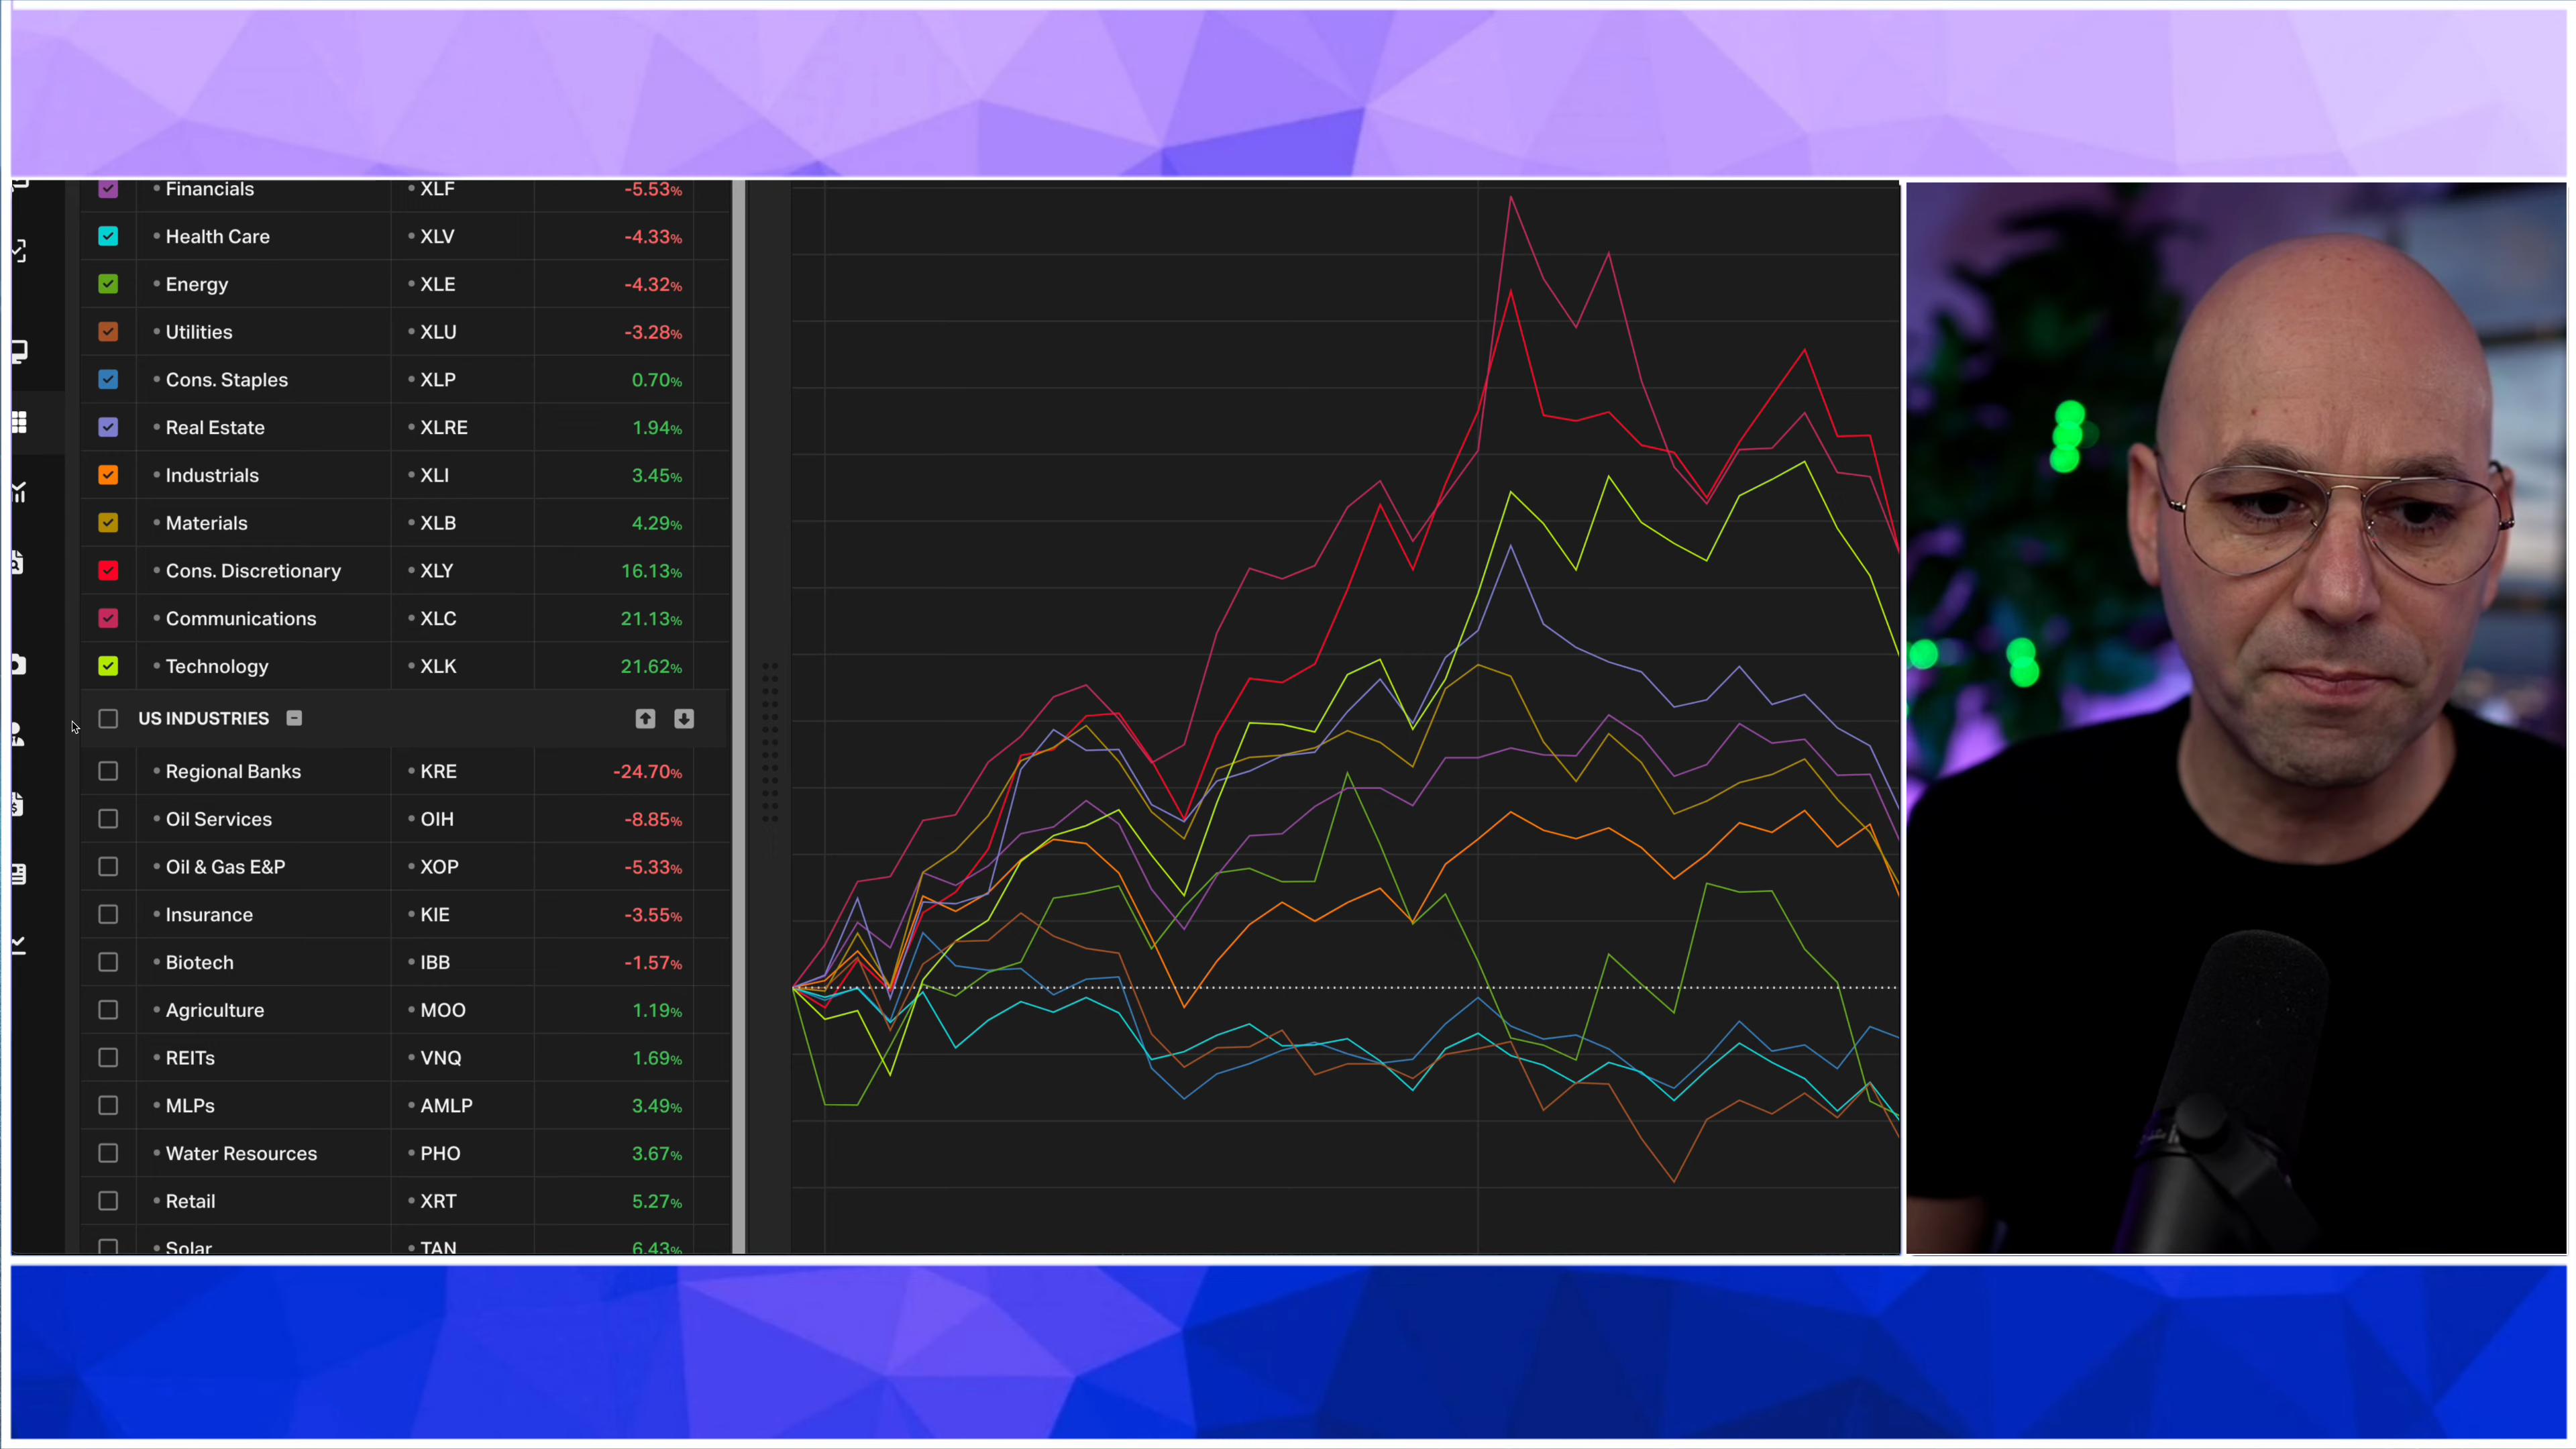 Financials XLF -5.53%
Health Care XLV -4.33%
Energy XLE -4.32%
Utilities XLU -3.28%
Cons. Staples XLP 0.70%
Real Estate XLRE 1.94%
Industrials XLI 3.45%
Materials XLB 4.29%
Cons. Discretionary XLY 16.13%
Communications XLC 21.13%
Technology XLK 21.62%
US INDUSTRIES
Regional Banks KRE -24.70%
Oil Services OIH -8.85%
Oil & Gas E&P XOP -5.33%
Insurance KIE -3.55%
Biotech IBB -1.57%
Agriculture MOO 1.19%
REITs VNQ 1.69%
MLPs AMLP 3.49%
Water Resources PHO 3.67%
Retail XRT 5.27%
Solar TAN 6.43%